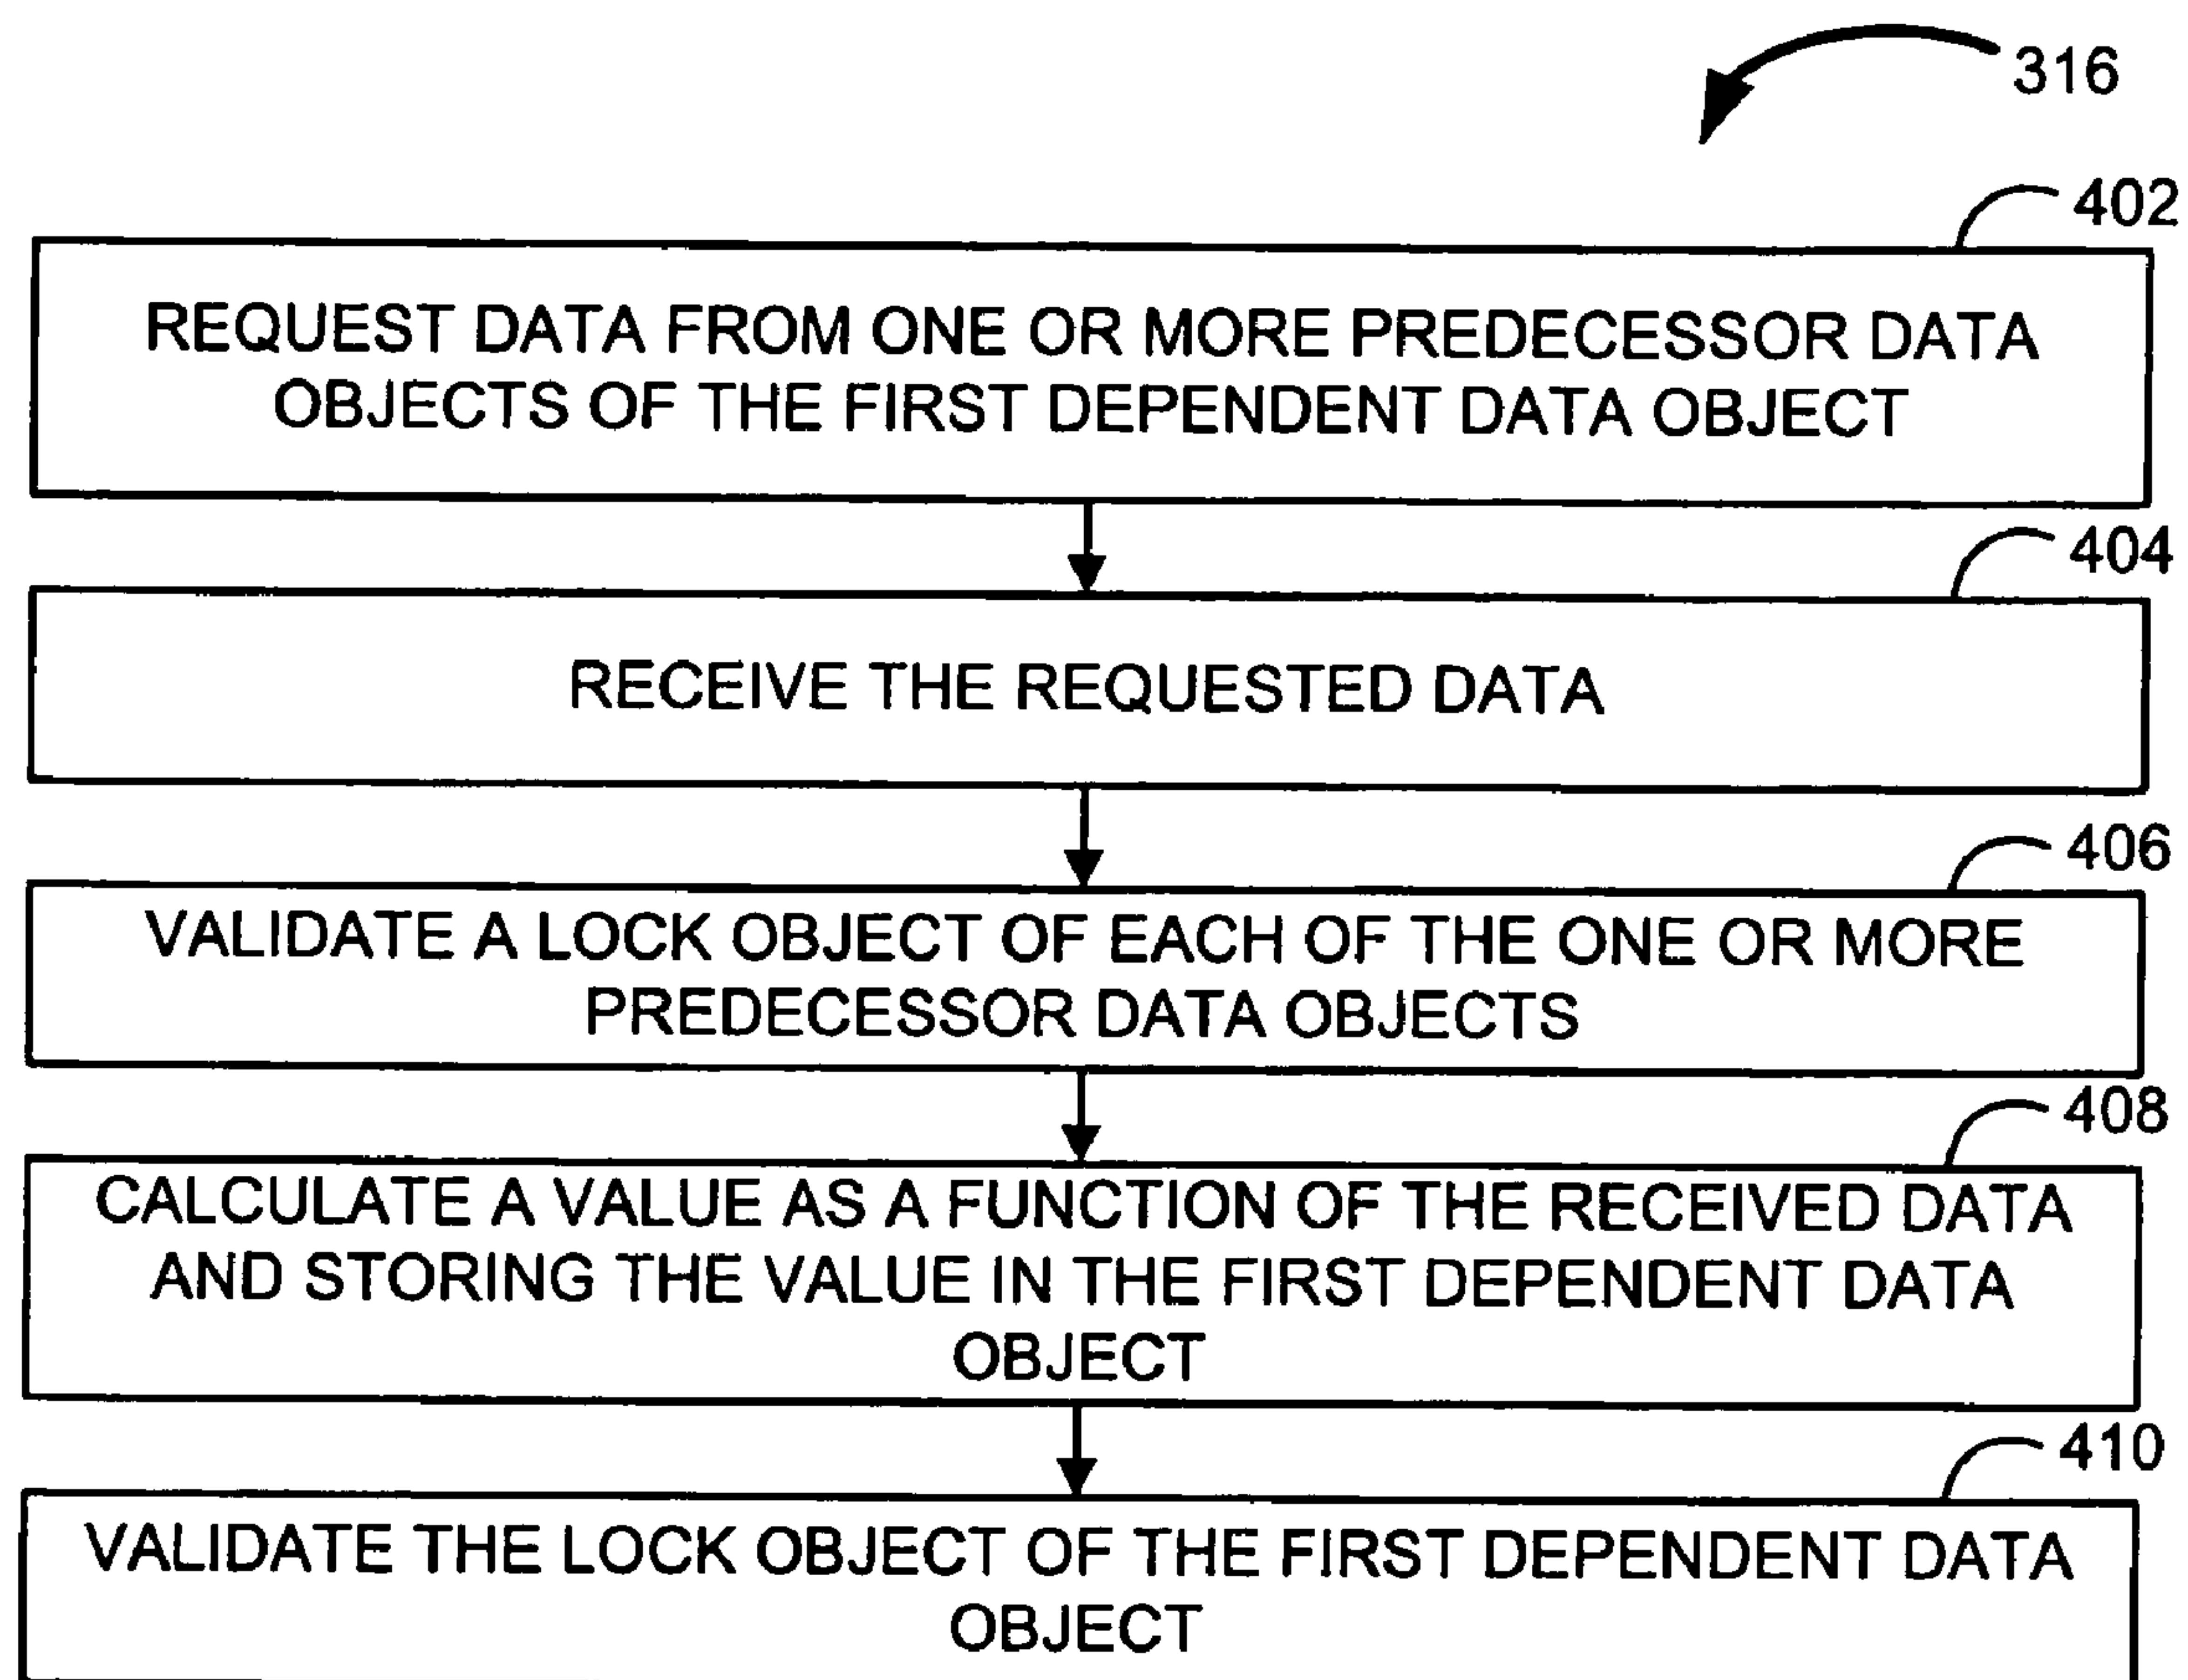 316
402
REQUEST DATA FROM ONE OR MORE PREDECESSOR DATA
OBJECTS OF THE FIRST DEPENDENT DATA OBJECT
404
RECEIVE THE REQUESTED DATA
406
VALIDATE A LOCK OBJECT OF EACH OF THE ONE OR MORE
PREDECESSOR DATA OBJECTS
408
CALCULATE A VALUE AS A FUNCTION OF THE RECEIVED DATA
AND STORING THE VALUE IN THE FIRST DEPENDENT DATA
OBJECT
410
VALIDATE THE LOCK OBJECT OF THE FIRST DEPENDENT DATA
OBJECT